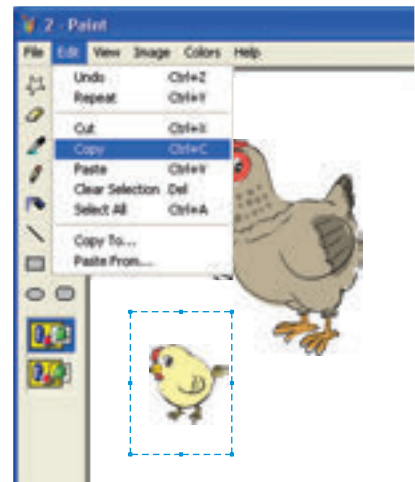 2 - Paint
File Edit View Image Colors Help
Undo Ctrl+Z
Repeat Ctrl+Y
Cut Ctrl+X
Copy Ctrl+C
Paste Ctrl+V
Clear Selection Del
Select All Ctrl+A
Copy To...
Paste From...